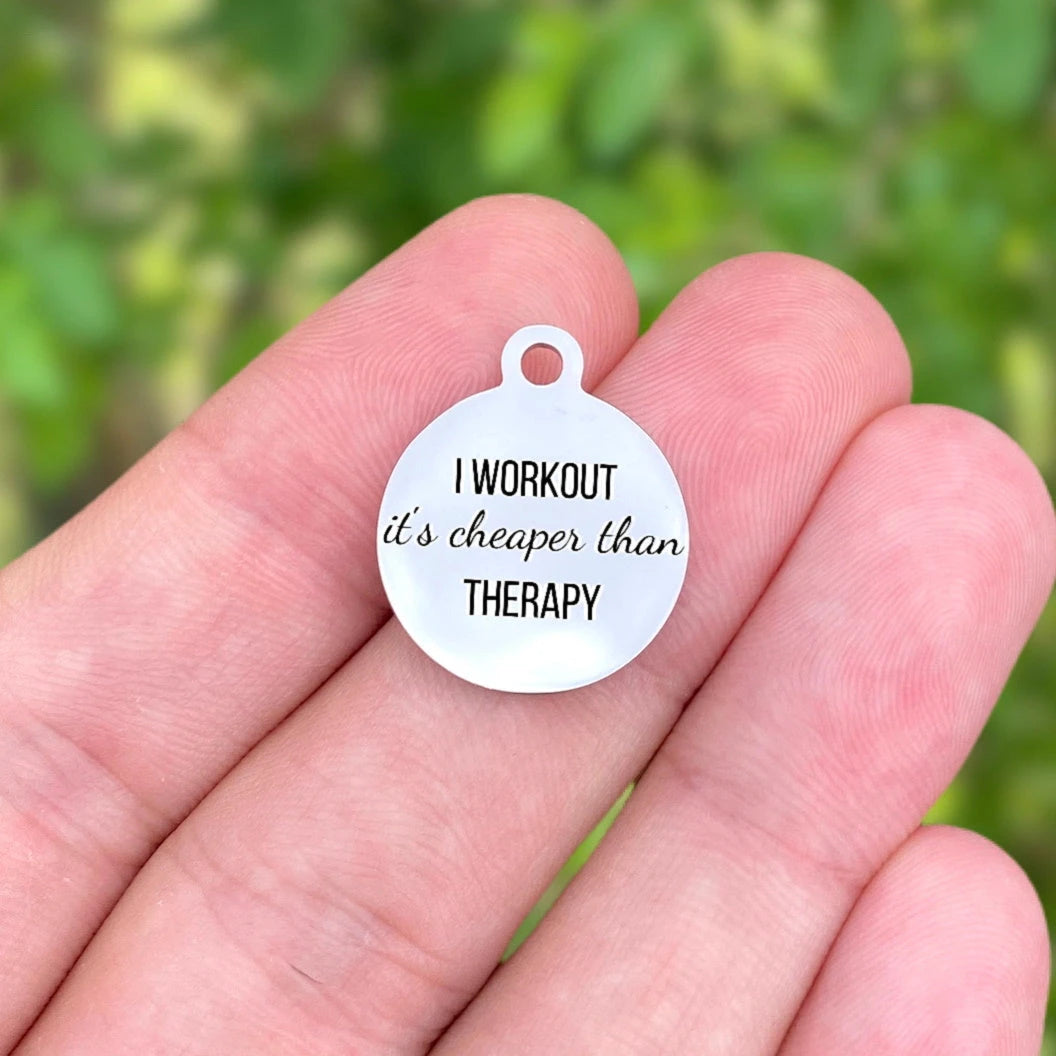 I WORKOUT
it's cheaper than
THERAPY